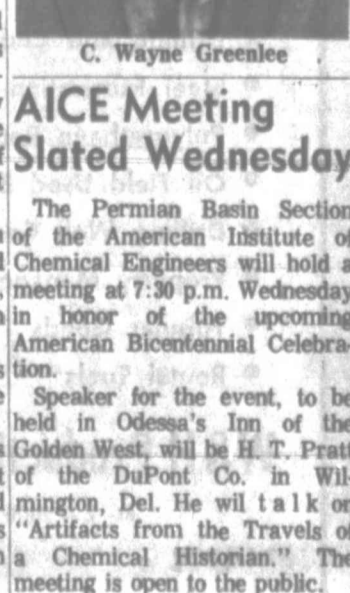 C. Wayne Greenlee
AICE Meeting
Slated Wednesday
The Permian Basin Section
of the American Institute of
Chemical Engineers will hold a
meeting at 7:30 p.m. Wednesday
in honor of the upcoming
American Bicentennial Celebra-
tion.
Speaker for the event, to be
held in Odessa's Inn of the
Golden West, will be H. T. Pratt
of the DuPont Co. in Wil-
mington, Del. He wil talk on
"Artifacts from the Travels of
a Chemical Historian." The
meeting is open to the public.